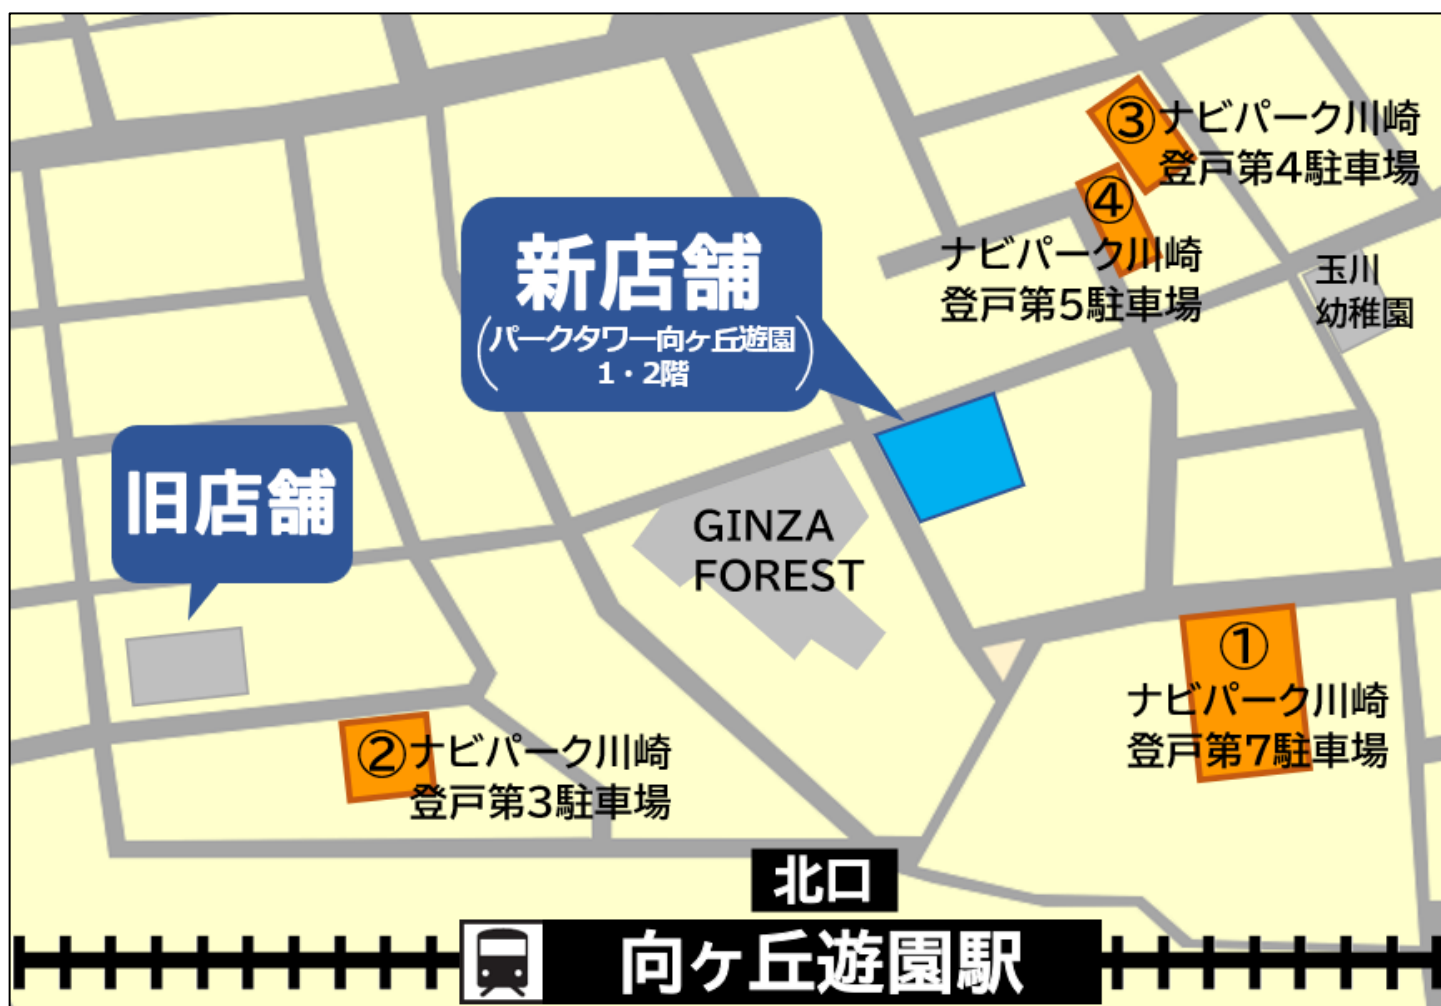 ③ナビパーク川崎
登戸第4駐車場
④
ナビパーク川崎
登戸第5駐車場
玉川
幼稚園
新店舗
(パークタワー向ヶ丘遊園
1・2階)
旧店舗
GINZA
FOREST
①
ナビパーク川崎
登戸第7駐車場
②ナビパーク川崎
登戸第3駐車場
北口
向ヶ丘遊園駅